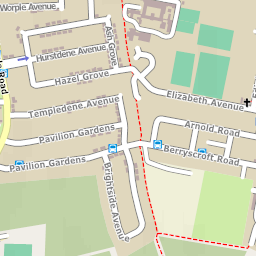 Worple Avenue
Ash Grove
Hurstdene Avenue
Hazel Grove
Road
Elizabeth Avenue
Templedene Avenue
Arnold Road
Pavilion Gardens
Berryscroft Road
Pavilion Gardens
Brightside Avenue